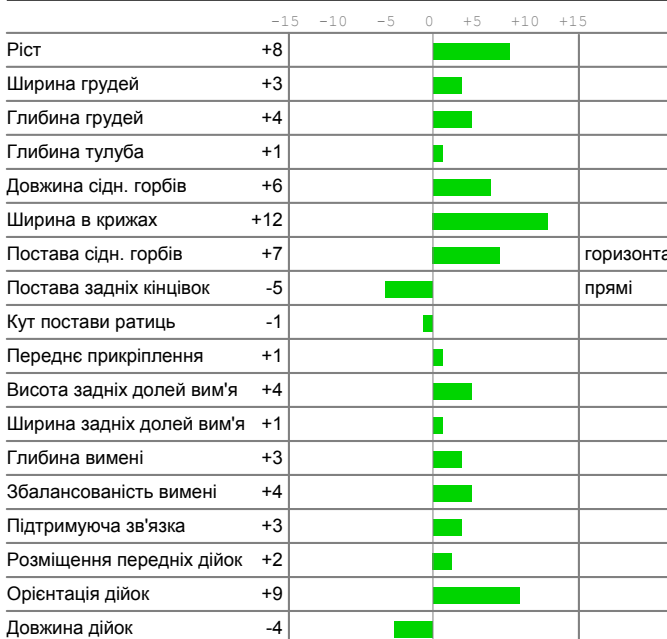 -15 -10 -5 0 +5 +10 +15
Ріст +8
Ширина грудей +3
Глибина грудей +4
Глибина тулуба +1
Довжина сідн. горбів +6
Ширина в крижах +12
Постава сідн. горбів +7 горизонта
Постава задніх кінцівок -5 прямі
Кут постави ратиць -1
Переднє прикріплення +1
Висота задніх долей вим'я +4
Ширина задніх долей вим'я +1
Глибина вимені +3
Збалансованість вимені +4
Підтримуюча зв'язка +3
Розміщення передніх дійок +2
Орієнтація дійок +9
Довжина дійок -4